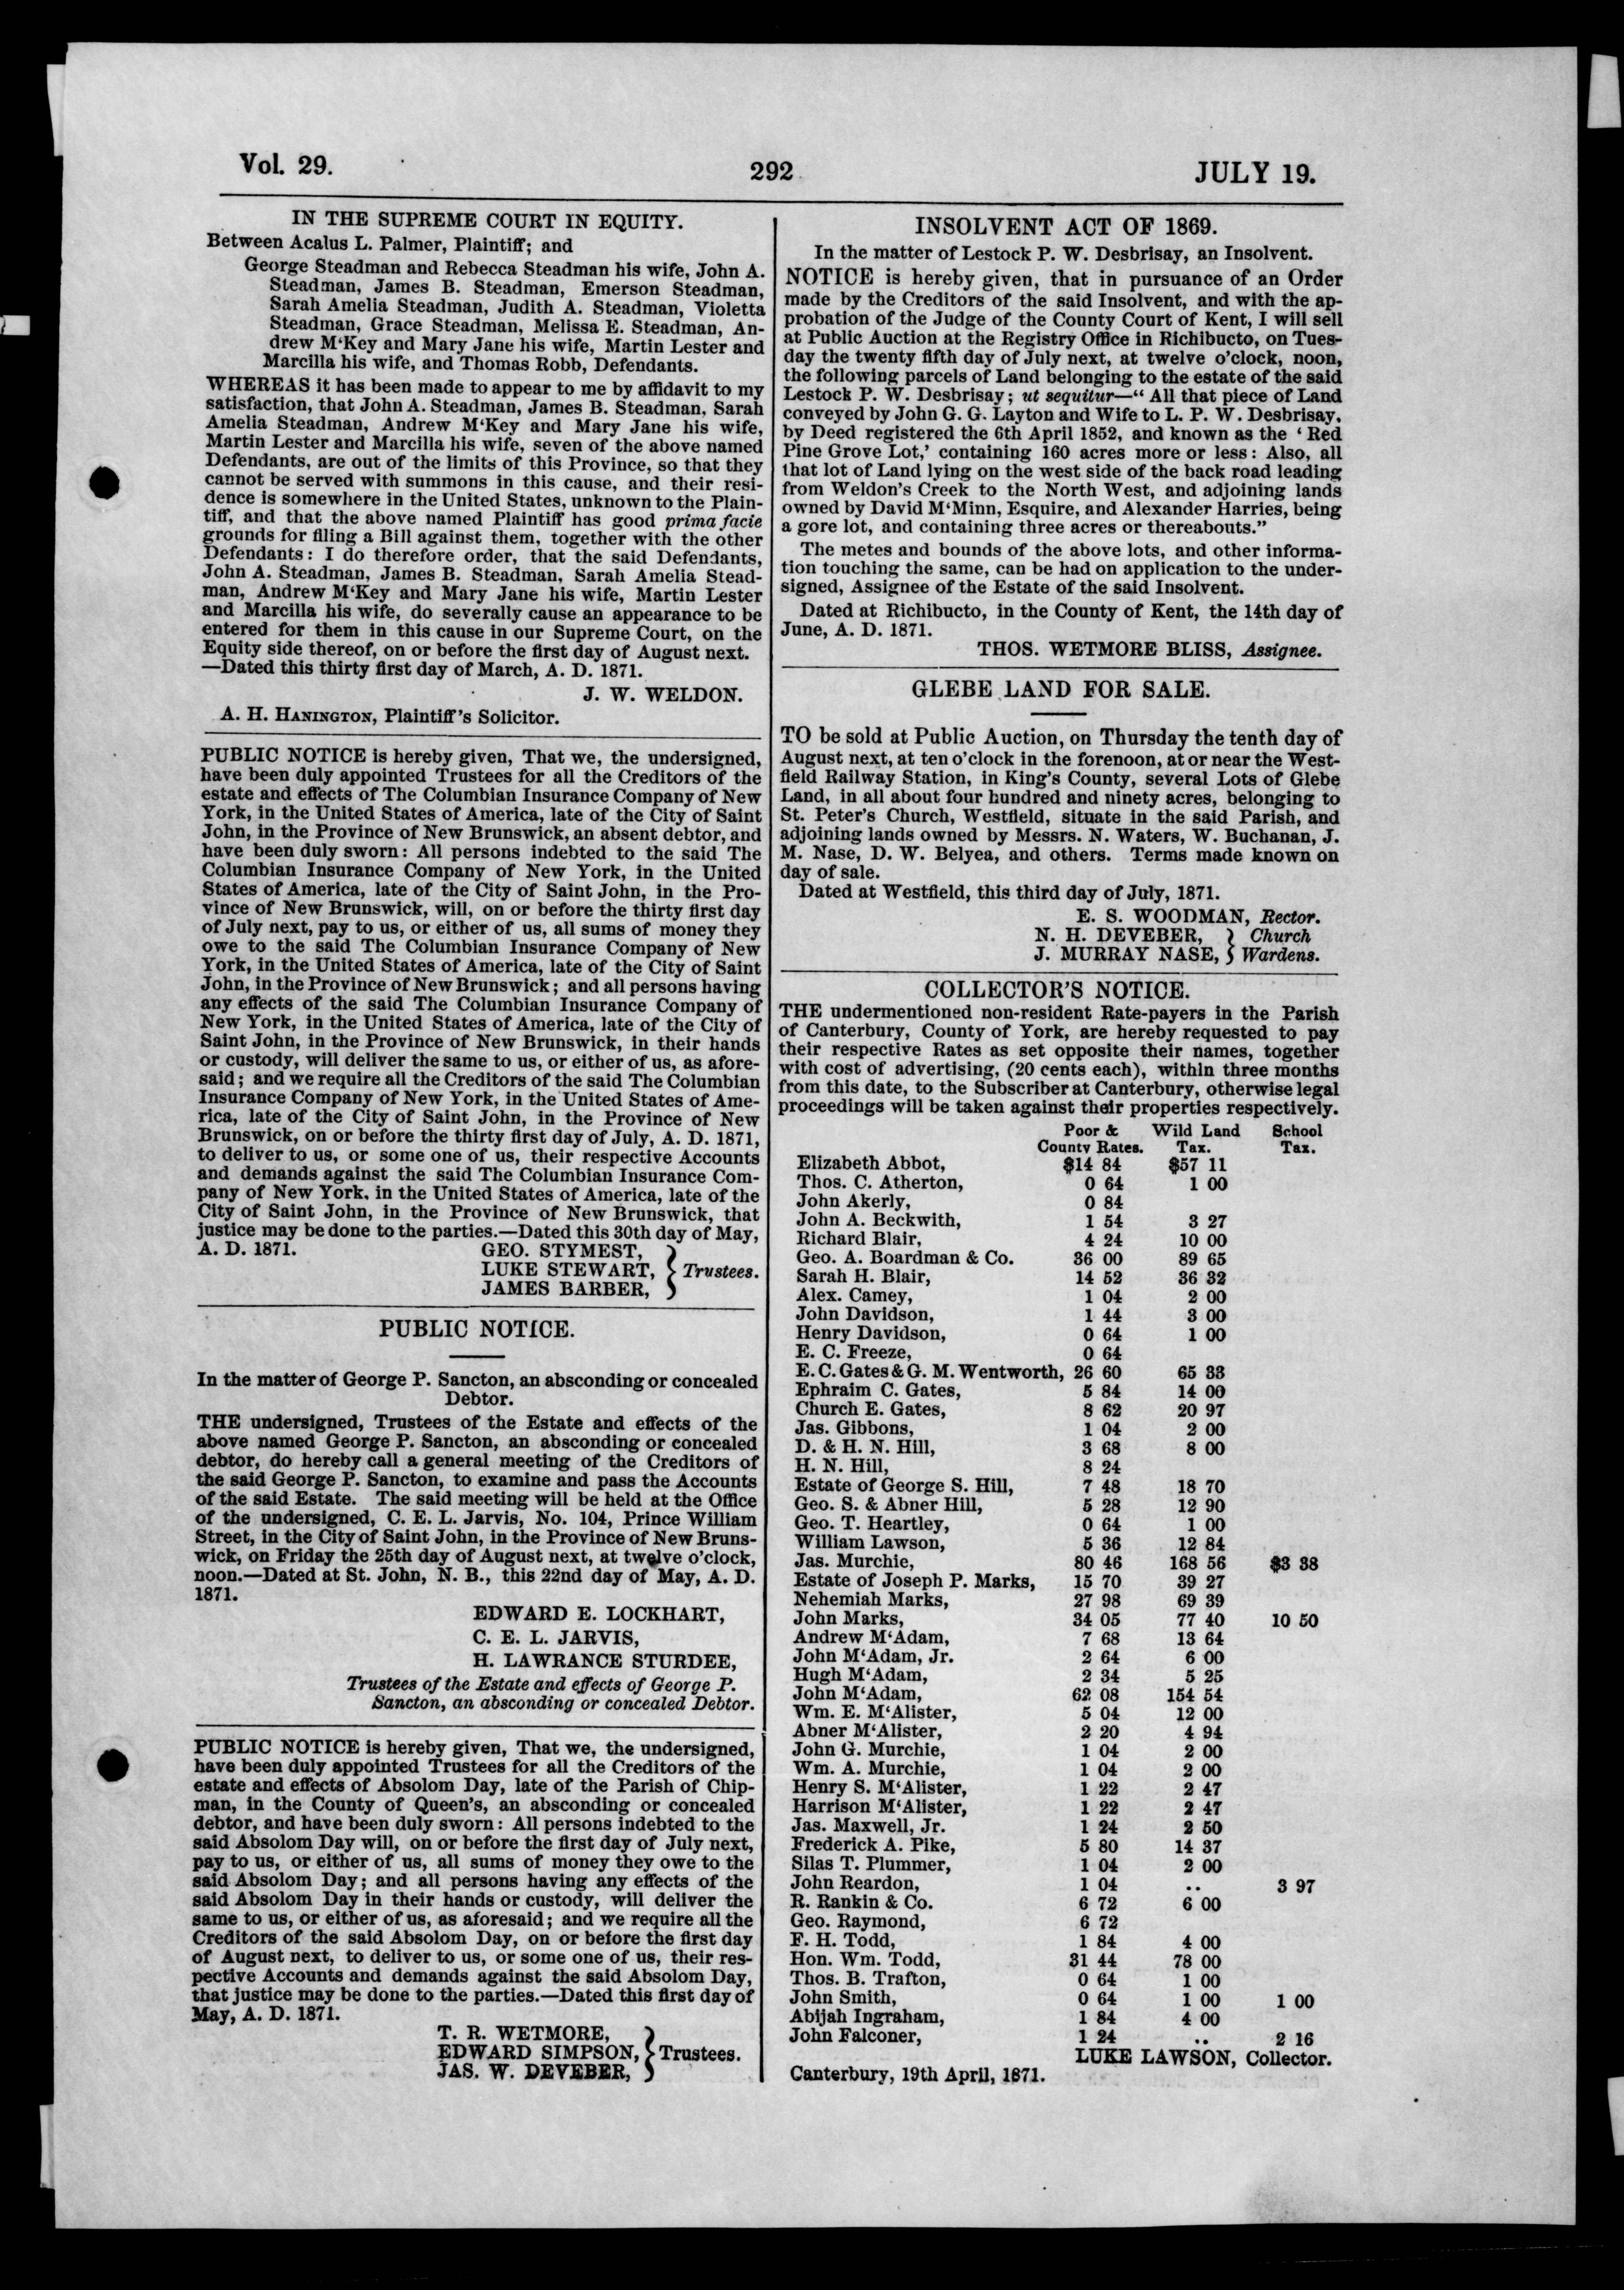 Vol. 29.
292
JULY 19.
IN THE SUPREME COURT IN EQUITY.
Between Acalus L. Palmer, Plaintiff; and
George Steadman and Rebecca Steadman his wife, John A.
Steadman, James B. Steadman, Emerson Steadman,
Sarah Amelia Steadman, Judith A. Steadman, Violetta
Steadman, Grace Steadman, Melissa E. Steadman, An-
drew M‘Key and Mary Jane his wife, Martin Lester and
Marcilla his wife, and Thomas Robb, Defendants.
WHEREAS it has been made to appear to me by affidavit to my
satisfaction, that John A. Steadman, James B. Steadman, Sarah
Amelia Steadman, Andrew M‘Key and Mary Jane his wife,
Martin Lester and Marcilla his wife, seven of the above named
Defendants, are out of the limits of this Province, so that they
cannot be served with summons in this cause, and their resi-
dence is somewhere in the United States, unknown to the Plain-
tiff, and that the above named Plaintiff has good prima facie
grounds for filing a Bill against them, together with the other
Defendants: I do therefore order, that the said Defendants,
John A. Steadman, James B. Steadman, Sarah Amelia Stead-
man, Andrew M‘Key and Mary Jane his wife, Martin Lester
and Marcilla his wife, do severally cause an appearance to be
entered for them in this cause in our Supreme Court, on the
Equity side thereof, on or before the first day of August next.
—Dated this thirty first day of March, A. D. 1871.
J. W. WELDON.
A. H. HANINGTON, Plaintiff's Solicitor.
PUBLIC NOTICE is hereby given, That we, the undersigned,
have been duly appointed Trustees for all the Creditors of the
estate and effects of The Columbian Insurance Company of New
York, in the United States of America, late of the City of Saint
John, in the Province of New Brunswick, an absent debtor, and
have been duly sworn: All persons indebted to the said The
Columbian Insurance Company of New York, in the United
States of America, late of the City of Saint John, in the Pro-
vince of New Brunswick, will, on or before the thirty first day
of July next, pay to us, or either of us, all sums of money they
owe to the said The Columbian Insurance Company of New
York, in the United States of America, late of the City of Saint
John, in the Province of New Brunswick; and all persons having
any effects of the said The Columbian Insurance Company of
New York, in the United States of America, late of the City of
Saint John, in the Province of New Brunswick, in their hands
or custody, will deliver the same to us, or either of us, as afore-
said; and we require all the Creditors of the said The Columbian
Insurance Company of New York, in the United States of Ame-
rica, late of the City of Saint John, in the Province of New
Brunswick, on or before the thirty first day of July, A. D. 1871,
to deliver to us, or some one of us, their respective Accounts
and demands against the said The Columbian Insurance Com-
pany of New York, in the United States of America, late of the
City of Saint John, in the Province of New Brunswick, that
justice may be done to the parties.—Dated this 30th day of May,
A. D. 1871. GEO. STYMEST,
LUKE STEWART, } Trustees.
JAMES BARBER,
PUBLIC NOTICE.
In the matter of George P. Sancton, an absconding or concealed
Debtor.
THE undersigned, Trustees of the Estate and effects of the
above named George P. Sancton, an absconding or concealed
debtor, do hereby call a general meeting of the Creditors of
the said George P. Sancton, to examine and pass the Accounts
of the said Estate. The said meeting will be held at the Office
of the undersigned, C. E. L. Jarvis, No. 104, Prince William
Street, in the City of Saint John, in the Province of New Bruns-
wick, on Friday the 25th day of August next, at twelve o'clock,
noon.—Dated at St. John, N. B., this 22nd day of May, A. D.
1871.
EDWARD E. LOCKHART,
C. E. L. JARVIS,
H. LAWRANCE STURDEE,
Trustees of the Estate and effects of George P.
Sancton, an absconding or concealed Debtor.
PUBLIC NOTICE is hereby given, That we, the undersigned,
have been duly appointed Trustees for all the Creditors of the
estate and effects of Absolom Day, late of the Parish of Chip-
man, in the County of Queen's, an absconding or concealed
debtor, and have been duly sworn: All persons indebted to the
said Absolom Day will, on or before the first day of July next,
pay to us, or either of us, all sums of money they owe to the
said Absolom Day; and all persons having any effects of the
said Absolom Day in their hands or custody, will deliver the
same to us, or either of us, as aforesaid; and we require all the
Creditors of the said Absolom Day, on or before the first day
of August next, to deliver to us, or some one of us, their res-
pective Accounts and demands against the said Absolom Day,
that justice may be done to the parties.—Dated this first day of
May, A. D. 1871.
T. R. WETMORE,
EDWARD SIMPSON, } Trustees.
JAS. W. DEVEBER,
INSOLVENT ACT OF 1869.
In the matter of Lestock P. W. Desbrisay, an Insolvent.
NOTICE is hereby given, that in pursuance of an Order
made by the Creditors of the said Insolvent, and with the ap-
probation of the Judge of the County Court of Kent, I will sell
at Public Auction at the Registry Office in Richibucto, on Tues-
day the twenty fifth day of July next, at twelve o'clock, noon,
the following parcels of Land belonging to the estate of the said
Lestock P. W. Desbrisay; ut sequitur—“ All that piece of Land
conveyed by John G. G. Layton and Wife to L. P. W. Desbrisay,
by Deed registered the 6th April 1852, and known as the ‘ Red
Pine Grove Lot,’ containing 160 acres more or less: Also, all
that lot of Land lying on the west side of the back road leading
from Weldon's Creek to the North West, and adjoining lands
owned by David M‘Minn, Esquire, and Alexander Harries, being
a gore lot, and containing three acres or thereabouts.”
The metes and bounds of the above lots, and other informa-
tion touching the same, can be had on application to the under-
signed, Assignee of the Estate of the said Insolvent.
Dated at Richibucto, in the County of Kent, the 14th day of
June, A. D. 1871.
THOS. WETMORE BLISS, Assignee.
GLEBE LAND FOR SALE.
TO be sold at Public Auction, on Thursday the tenth day of
August next, at ten o'clock in the forenoon, at or near the West-
field Railway Station, in King's County, several Lots of Glebe
Land, in all about four hundred and ninety acres, belonging to
St. Peter's Church, Westfield, situate in the said Parish, and
adjoining lands owned by Messrs. N. Waters, W. Buchanan, J.
M. Nase, D. W. Belyea, and others. Terms made known on
day of sale.
Dated at Westfield, this third day of July, 1871.
E. S. WOODMAN, Rector.
N. H. DEVEBER, } Church
J. MURRAY NASE, } Wardens.
COLLECTOR'S NOTICE.
THE undermentioned non-resident Rate-payers in the Parish
of Canterbury, County of York, are hereby requested to pay
their respective Rates as set opposite their names, together
with cost of advertising, (20 cents each), within three months
from this date, to the Subscriber at Canterbury, otherwise legal
proceedings will be taken against their properties respectively.
Poor & Wild Land School
County Rates. Tax. Tax.
Elizabeth Abbot, $14 84 $57 11
Thos. C. Atherton, 0 64 1 00
John Akerly, 0 84
John A. Beckwith, 1 54 3 27
Richard Blair, 4 24 10 00
Geo. A. Boardman & Co. 36 00 89 65
Sarah H. Blair, 14 52 36 32
Alex. Camey, 1 04 2 00
John Davidson, 1 44 3 00
Henry Davidson, 0 64 1 00
E. C. Freeze, 0 64
E. C. Gates & G. M. Wentworth, 26 60 65 33
Ephraim C. Gates, 5 84 14 00
Church E. Gates, 8 62 20 97
Jas. Gibbons, 1 04 2 00
D. & H. N. Hill, 3 68 8 00
H. N. Hill, 8 24
Estate of George S. Hill, 7 48 18 70
Geo. S. & Abner Hill, 5 28 12 90
Geo. T. Heartley, 0 64 1 00
William Lawson, 5 36 12 84
Jas. Murchie, 80 46 168 56 $3 38
Estate of Joseph P. Marks, 15 70 39 27
Nehemiah Marks, 27 98 69 39
John Marks, 34 05 77 40 10 50
Andrew M‘Adam, 7 68 13 64
John M‘Adam, Jr. 2 64 6 00
Hugh M‘Adam, 2 34 5 25
John M‘Adam, 62 08 154 54
Wm. E. M‘Alister, 5 04 12 00
Abner M‘Alister, 2 20 4 94
John G. Murchie, 1 04 2 00
Wm. A. Murchie, 1 04 2 00
Henry S. M‘Alister, 1 22 2 47
Harrison M‘Alister, 1 22 2 47
Jas. Maxwell, Jr. 1 24 2 50
Frederick A. Pike, 5 80 14 37
Silas T. Plummer, 1 04 2 00
John Reardon, 1 04 .. 3 97
R. Rankin & Co. 6 72 6 00
Geo. Raymond, 6 72
F. H. Todd, 1 84 4 00
Hon. Wm. Todd, 31 44 78 00
Thos. B. Trafton, 0 64 1 00
John Smith, 0 64 1 00 1 00
Abijah Ingraham, 1 84 4 00
John Falconer, 1 24 .. 2 16
LUKE LAWSON, Collector.
Canterbury, 19th April, 1871.